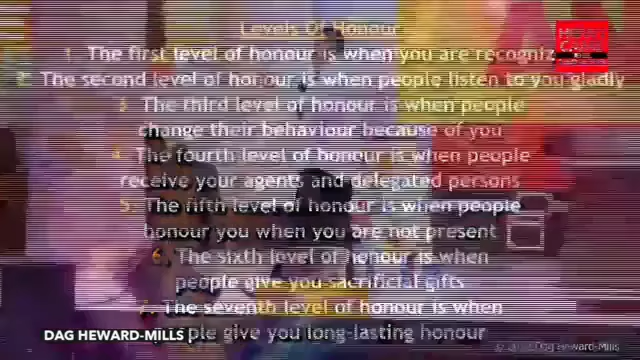 Levels Of Honour
1. The first level of honour is when you are recogniz
2. The second level of honour is when people listen to you gladly
3. The third level of honour is when people
change their behaviour because of you
4. The fourth level of honour is when people
receive your agents and delegated persons
5. The fifth level of honour is when people
honour you when you are not present
6. The sixth level of honour is when
people give you sacrificial gifts
7. The seventh level of honour is when
ple give you long-lasting honour
DAG HEWARD-MILLS
Dag Heward-Mills